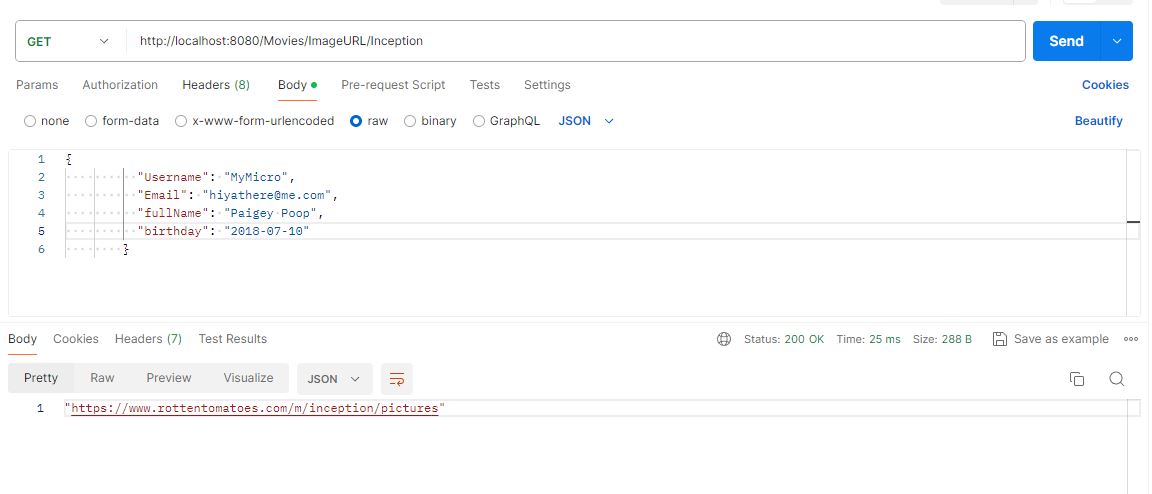 GET http://localhost:8080/Movies/ImageURL/Inception Send
Params Authorization Headers (8) Body Pre-request Script Tests Settings Cookies
none form-data x-www-form-urlencoded raw binary GraphQL JSON Beautify
1 {
2 "Username": "MyMicro",
3 "Email": "hiyathere@me.com",
4 "fullName": "Paigey Poop",
5 "birthday": "2018-07-10"
6 }
Body Cookies Headers (7) Test Results Status: 200 OK Time: 25 ms Size: 288 B Save as example
Pretty Raw Preview Visualize JSON
1 "https://www.rottentomatoes.com/m/inception/pictures"